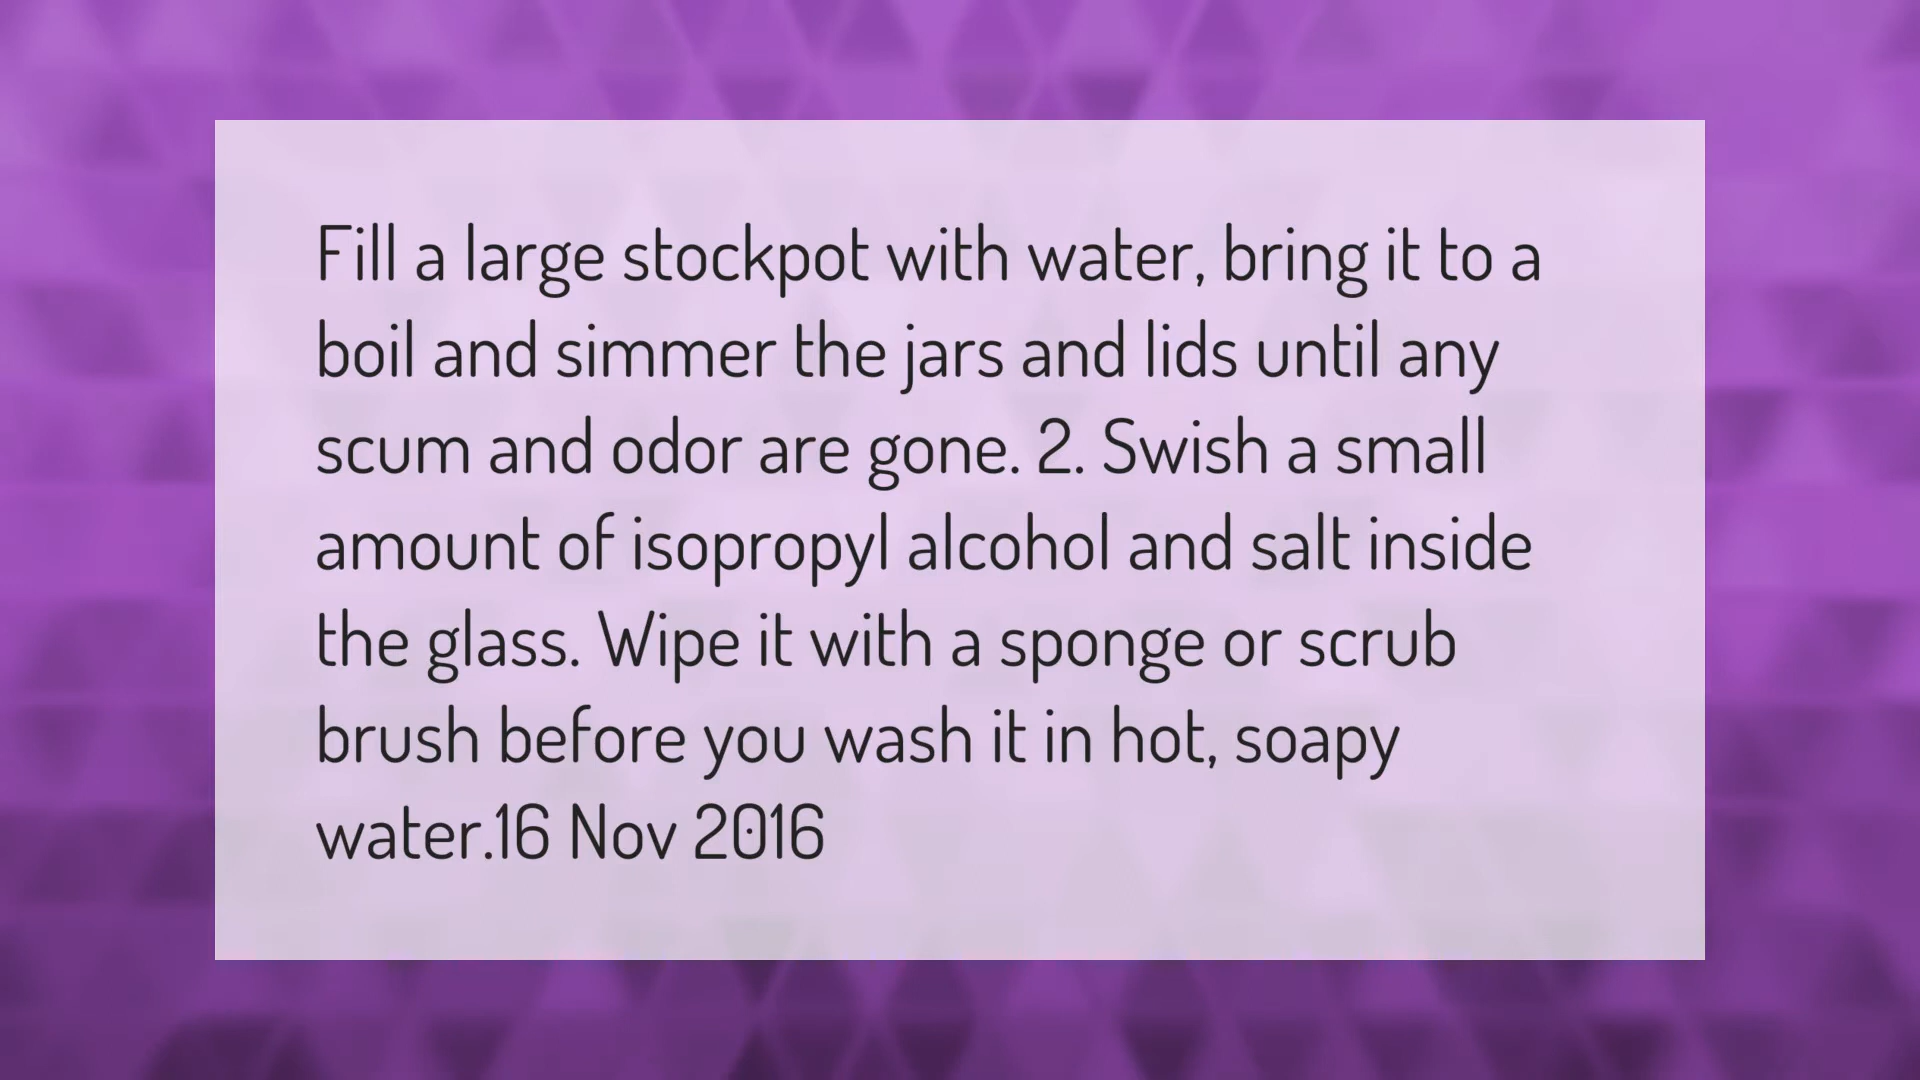 Fill a large stockpot with water, bring it to a
boil and simmer the jars and lids until any
scum and odor are gone. 2. Swish a small
amount of isopropyl alcohol and salt inside
the glass. Wipe it with a sponge or scrub
brush before you wash it in hot, soapy
water.16 Nov 2016